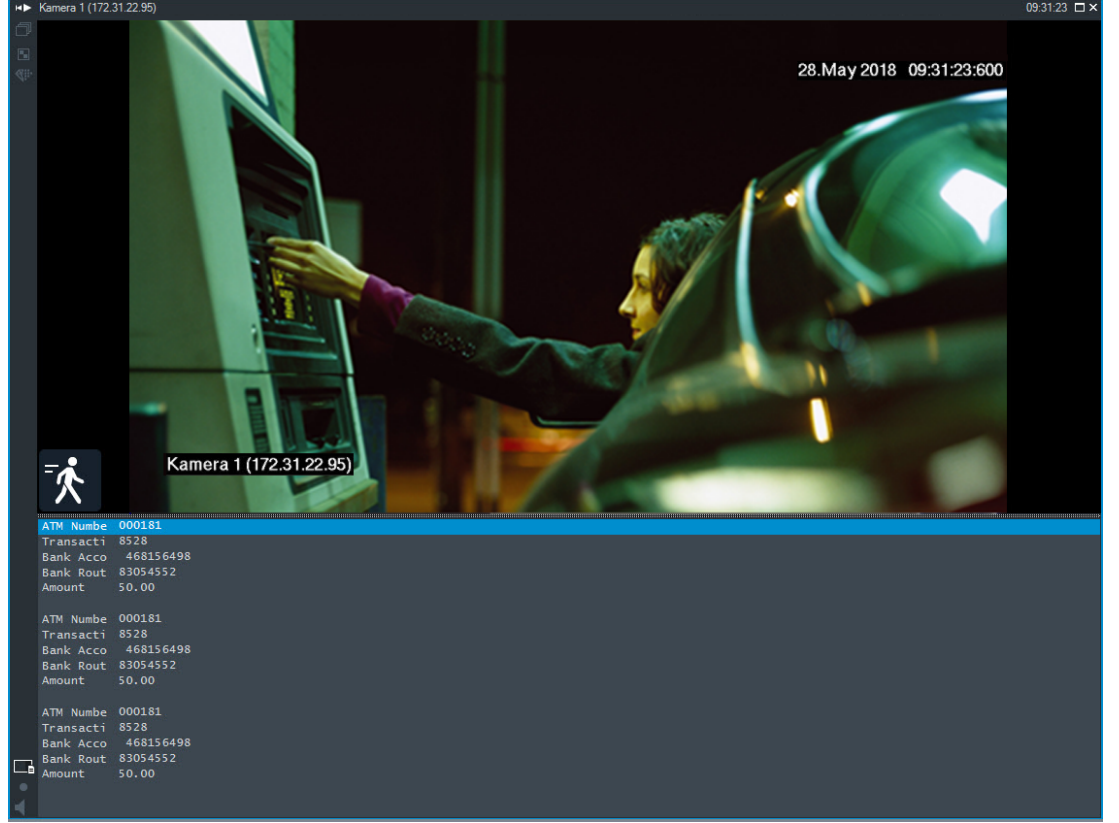 Kamera 1 (172.31.22.95) 09:31:23
28.May 2018 09:31:23:600
Kamera 1 (172.31.22.95)
ATM Numbe 000181
Transacti 8528
Bank Acco 468156498
Bank Rout 83054552
Amount 50.00
ATM Numbe 000181
Transacti 8528
Bank Acco 468156498
Bank Rout 83054552
Amount 50.00
ATM Numbe 000181
Transacti 8528
Bank Acco 468156498
Bank Rout 83054552
Amount 50.00